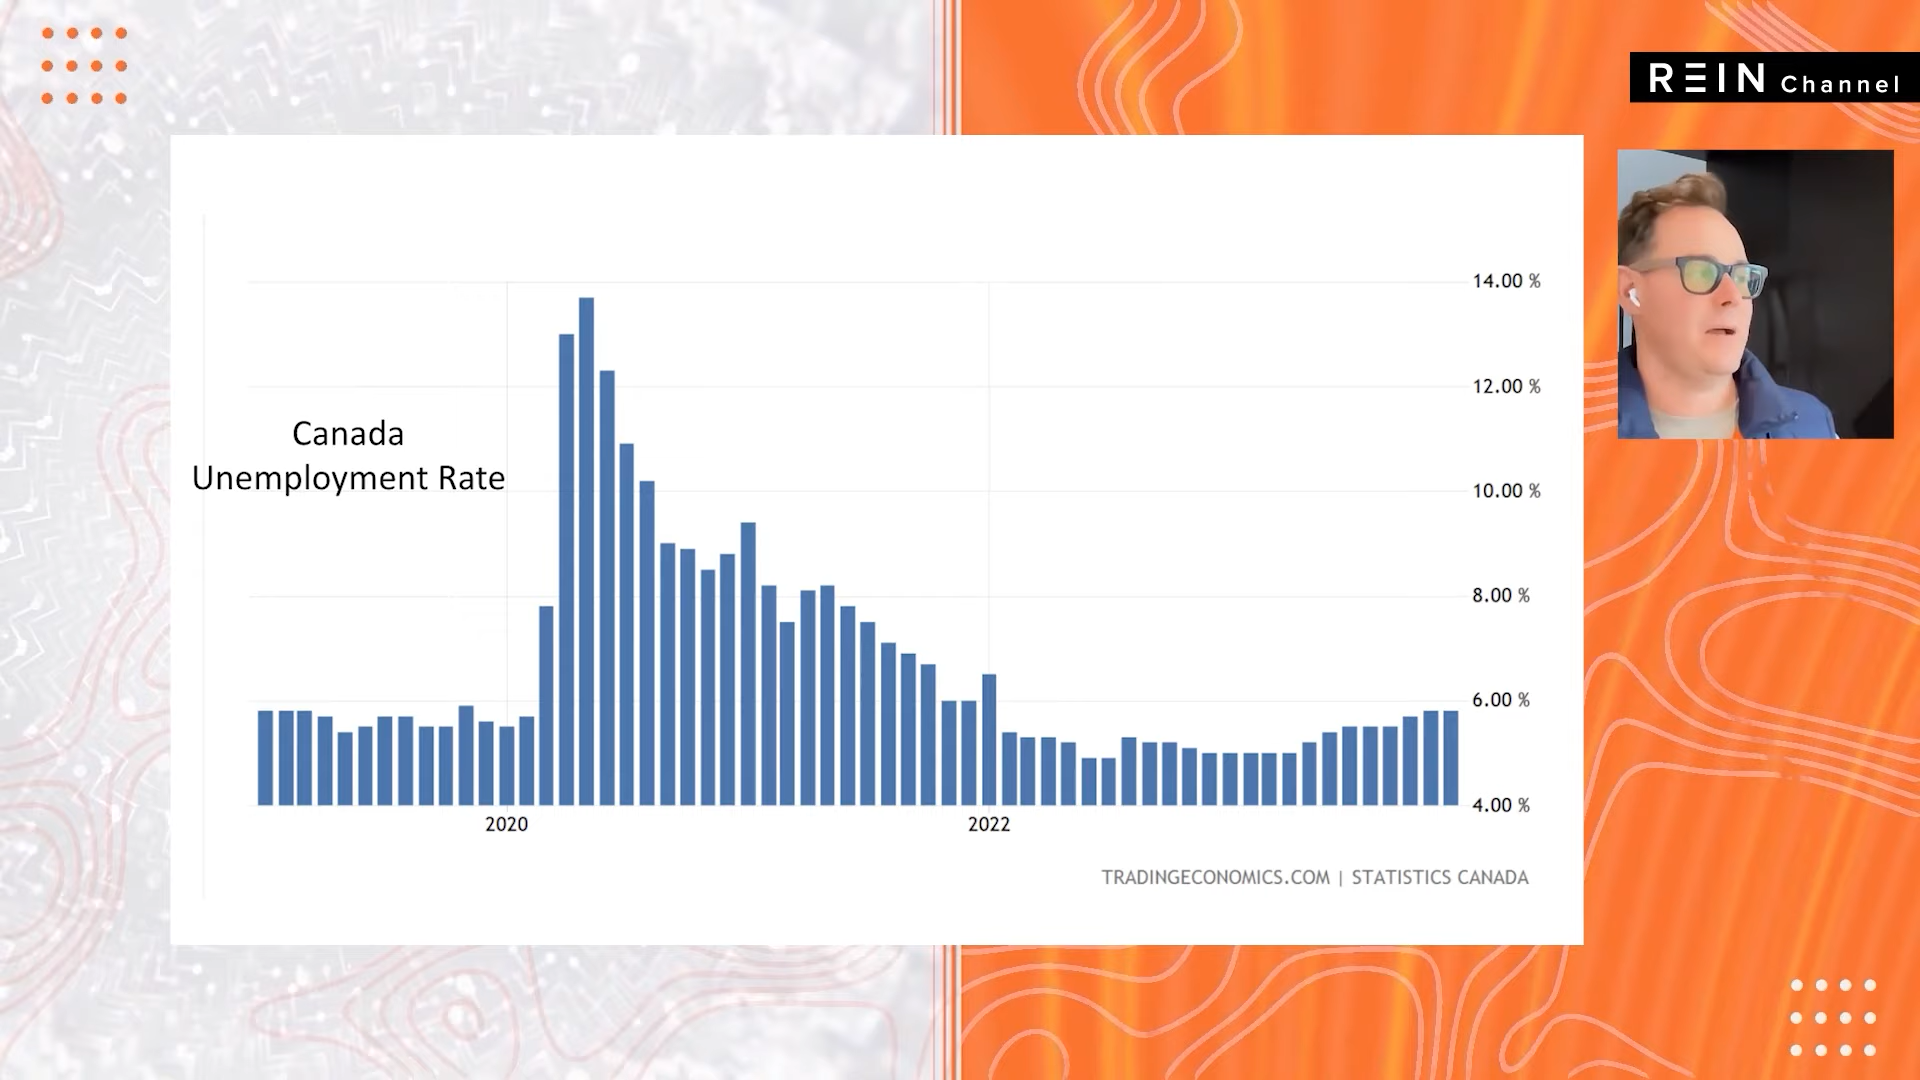 REIN Channel
14.00 %
12.00 %
Canada
Unemployment Rate
10.00 %
8.00 %
6.00 %
4.00 %
2020 2022
TRADINGECONOMICS.COM | STATISTICS CANADA